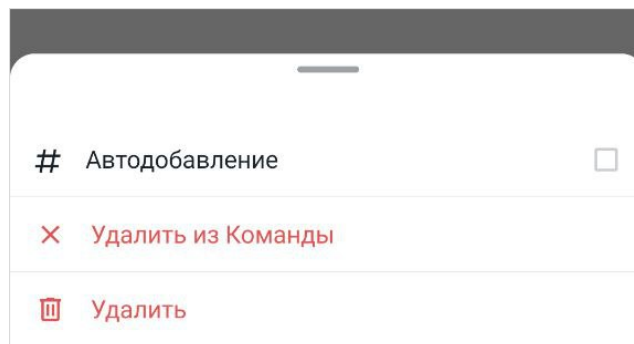 # Автодобавление
Удалить из Команды
Удалить